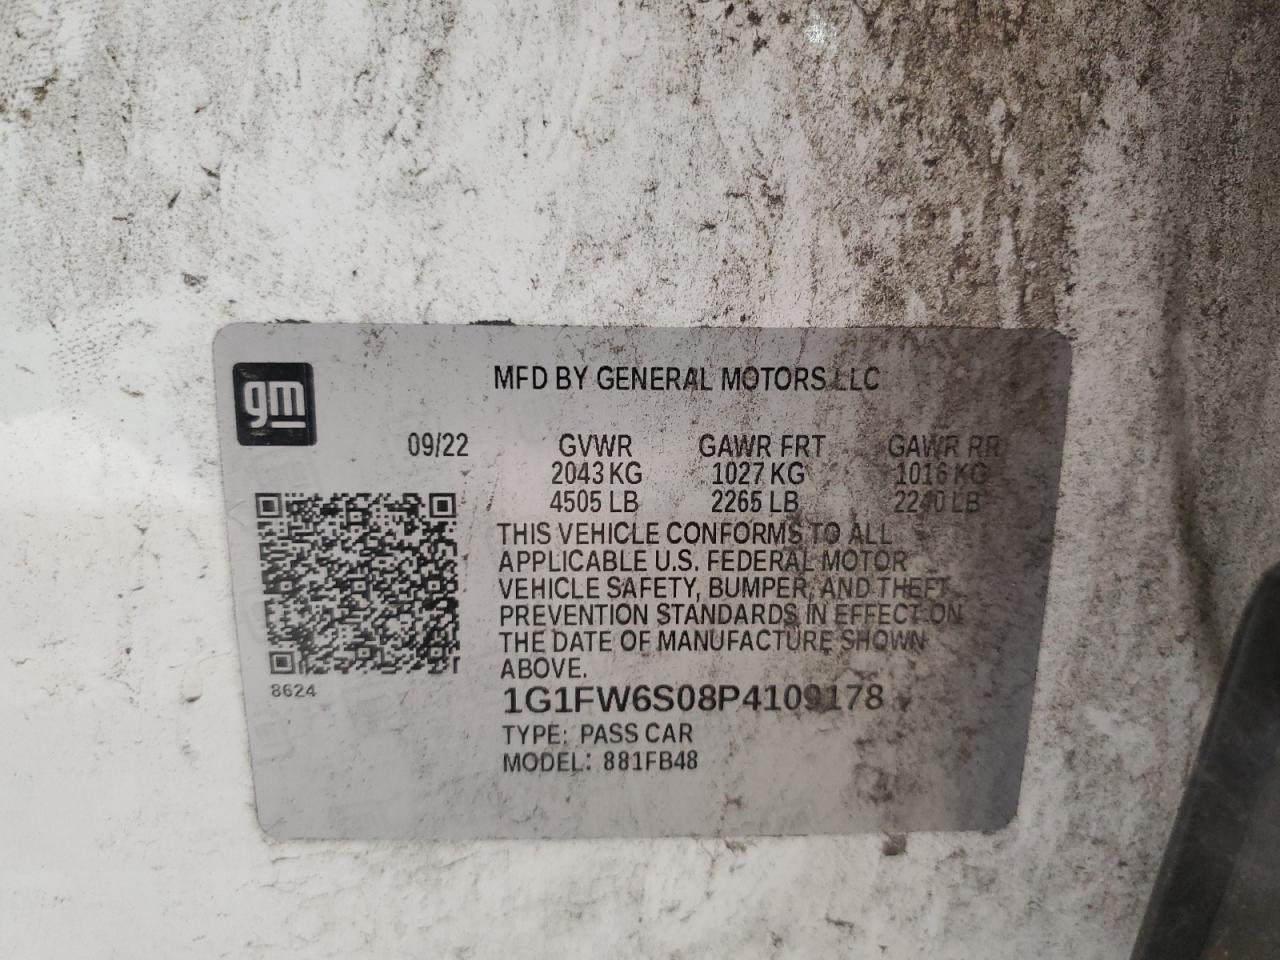 gm
MFD BY GENERAL MOTORS LLC
09/22 GVWR GAWR FRT GAWR RR
2043 KG 1027 KG 1016 KG
4505 LB 2265 LB 2240 LB
THIS VEHICLE CONFORMS TO ALL
APPLICABLE U.S. FEDERAL MOTOR
VEHICLE SAFETY, BUMPER, AND THEFT
PREVENTION STANDARDS IN EFFECT ON
THE DATE OF MANUFACTURE SHOWN
ABOVE.
8624
1G1FW6S08P4109178
TYPE: PASS CAR
MODEL: 881FB48